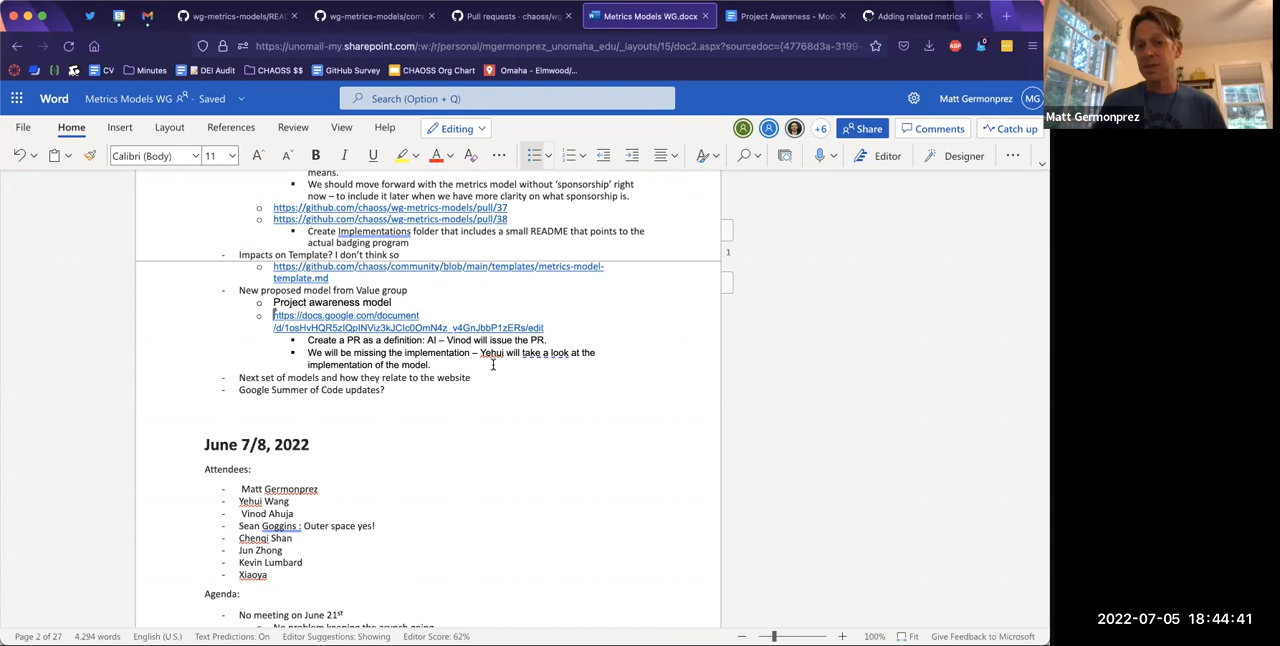 wg-metrics-models/REA
wg-metrics-models/com
Pull requests · chaoss/wg
Metrics Models WG.docx
Project Awareness - Mod
Adding related metrics in
https://unomail-my.sharepoint.com/:w:/r/personal/mgermonprez_unomaha_edu/_layouts/15/doc2.aspx?sourcedoc={47768d3a-3199-
CV
Minutes
DEI Audit
CHAOSS $$
GitHub Survey
CHAOSS Org Chart
Omaha - Elmwood/...
Matt Germonprez
Word
Metrics Models WG - Saved
Search (Option + Q)
Matt Germonprez
MG
File
Home
Insert
Layout
References
Review
View
Help
Editing
+6
Share
Comments
Catch up
Calibri (Body)
11
Editor
Designer
means.
We should move forward with the metrics model without 'sponsorship' right
now – to include it later when we have more clarity on what sponsorship is.
https://github.com/chaoss/wg-metrics-models/pull/37
https://github.com/chaoss/wg-metrics-models/pull/38
Create Implementations folder that includes a small README that points to the
actual badging program
1
- Impacts on Template? I don't think so
https://github.com/chaoss/community/blob/main/templates/metrics-model-
template.md
- New proposed model from Value group
Project awareness model
https://docs.google.com/document
/d/1osHvHQR5zIQpINViz3kJCIc0OmN4z_v4GnJbbP1zERs/edit
Create a PR as a definition: AI – Vinod will issue the PR.
We will be missing the implementation – Yehui will take a look at the
implementation of the model.
- Next set of models and how they relate to the website
- Google Summer of Code updates?
June 7/8, 2022
Attendees:
- Matt Germonprez
- Yehui Wang
- Vinod Ahuja
- Sean Goggins : Outer space yes!
- Chenqi Shan
- Jun Zhong
- Kevin Lumbard
- Xiaoya
Agenda:
- No meeting on June 21st
Page 2 of 27
4,294 words
English (U.S.)
Text Predictions: On
Editor Suggestions: Showing
Editor Score: 62%
100%
Fit
Give Feedback to Microsoft
2022-07-05 18:44:41